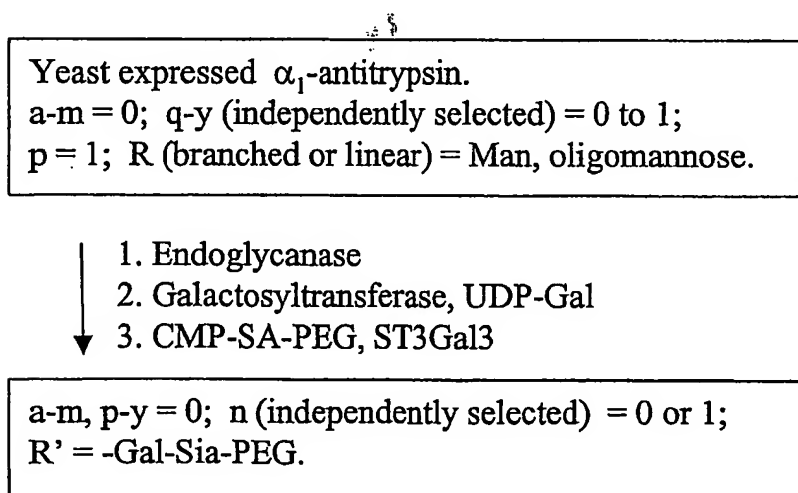 Yeast expressed α₁-antitrypsin.
a-m = 0; q-y (independently selected) = 0 to 1;
p = 1; R (branched or linear) = Man, oligomannose.
1. Endoglycanase
2. Galactosyltransferase, UDP-Gal
3. CMP-SA-PEG, ST3Gal3
a-m, p-y = 0; n (independently selected) = 0 or 1;
R' = -Gal-Sia-PEG.